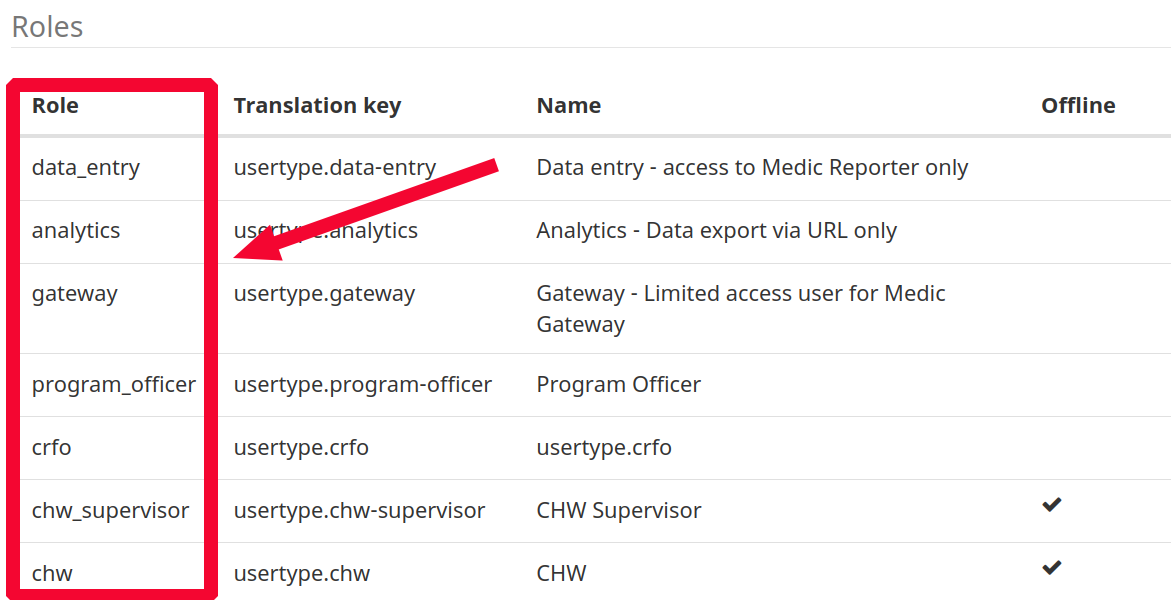 Roles
Role Translation key Name Offline
data_entry usertype.data-entry Data entry - access to Medic Reporter only
analytics usertype.analytics Analytics - Data export via URL only
gateway usertype.gateway Gateway - Limited access user for Medic
Gateway
program_officer usertype.program-officer Program Officer
crfo usertype.crfo usertype.crfo
chw_supervisor usertype.chw-supervisor CHW Supervisor ✔
chw usertype.chw CHW ✔